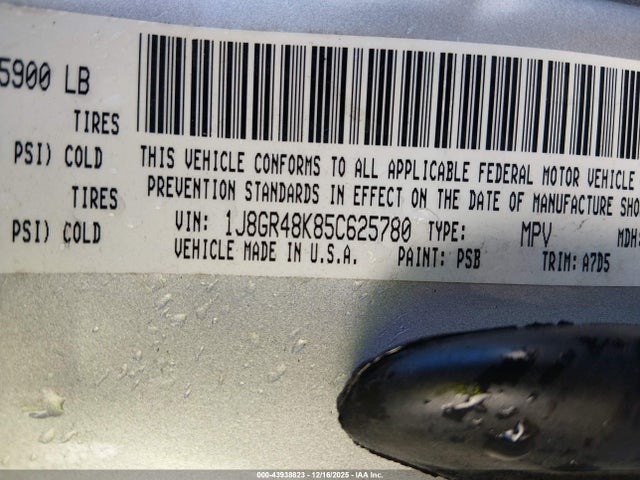 5900 LB
TIRES
PSI) COLD
TIRES
PSI) COLD
THIS VEHICLE CONFORMS TO ALL APPLICABLE FEDERAL MOTOR VEHICLE
PREVENTION STANDARDS IN EFFECT ON THE DATE OF MANUFACTURE SHO
VIN: 1J8GR48K85C625780 TYPE: MPV MDH:
VEHICLE MADE IN U.S.A. PAINT: PSB TRIM: A7D5
000-43938823 - 12/16/2025 - IAA Inc.